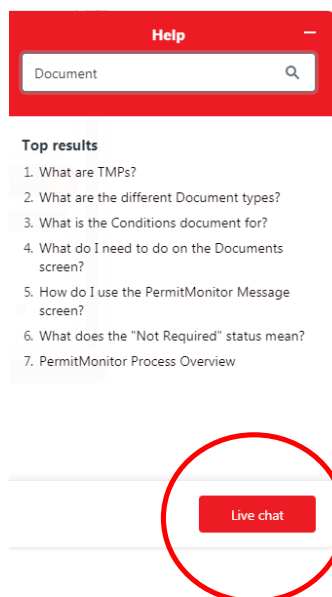 Help
Document
Top results
1. What are TMPs?
2. What are the different Document types?
3. What is the Conditions document for?
4. What do I need to do on the Documents
screen?
5. How do I use the PermitMonitor Message
screen?
6. What does the "Not Required" status mean?
7. PermitMonitor Process Overview
Live chat